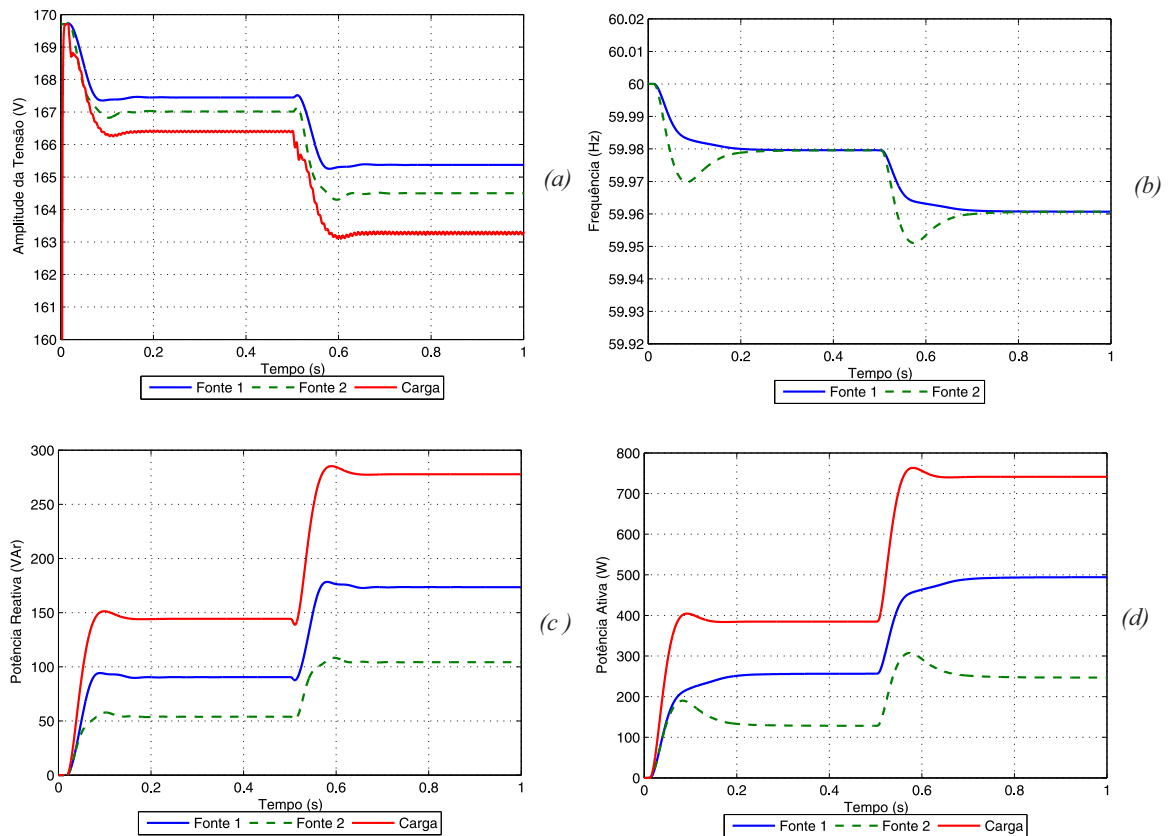 170
169
168
167
166
165
164
163
162
161
160
Amplitude da Tensão (V)
0 0.2 0.4 0.6 0.8 1
Tempo (s)
Fonte 1 Fonte 2 Carga
(a)
60.02
60.01
60
59.99
59.98
59.97
59.96
59.95
59.94
59.93
59.92
Frequência (Hz)
0 0.2 0.4 0.6 0.8 1
Tempo (s)
Fonte 1 Fonte 2
(b)
300
250
200
150
100
50
0
Potência Reativa (VAr)
0 0.2 0.4 0.6 0.8 1
Tempo (s)
Fonte 1 Fonte 2 Carga
(c )
800
700
600
500
400
300
200
100
0
Potência Ativa (W)
0 0.2 0.4 0.6 0.8 1
Tempo (s)
Fonte 1 Fonte 2 Carga
(d)